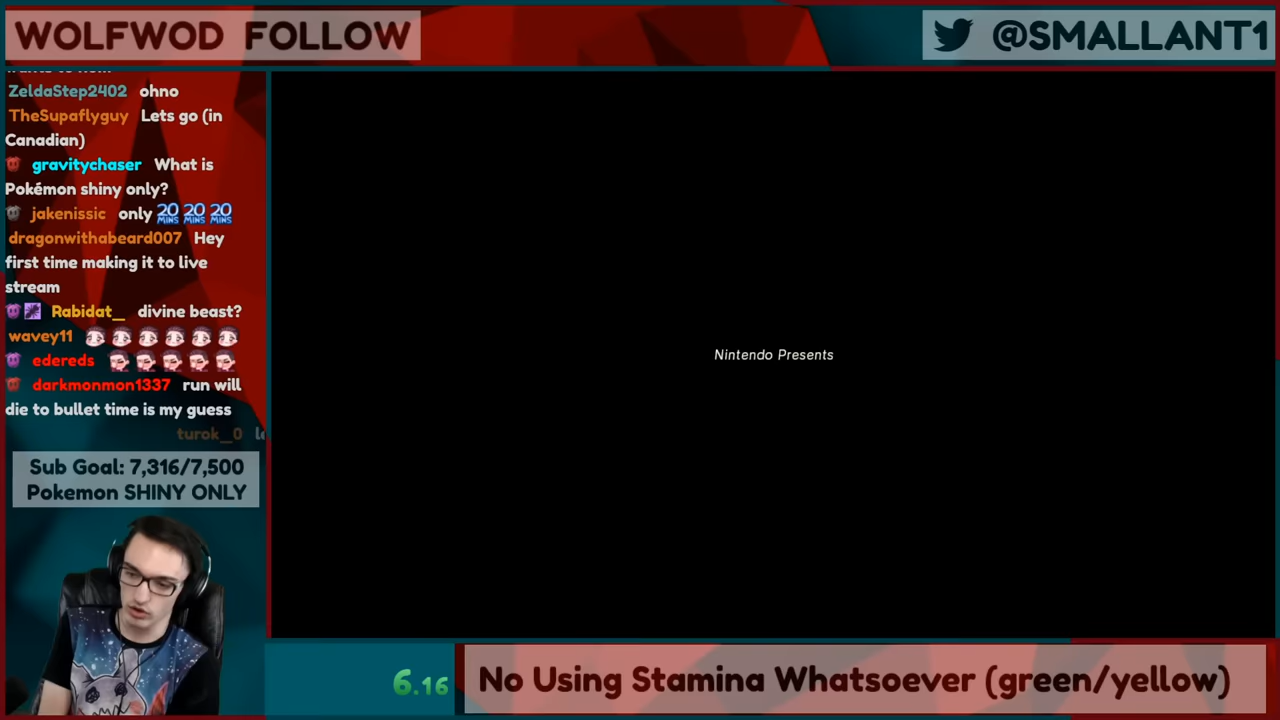 WOLFWOD FOLLOW
@SMALLANT1
ZeldaStep2402 ohno
TheSupaflyguy Lets go (in
Canadian)
gravitychaser What is
Pokémon shiny only?
jakenissic only 20 MINS 20 MINS 20 MINS
dragonwithabeard007 Hey
first time making it to live
stream
Rabidat_ divine beast?
wavey11
edereds
darkmonmon1337 run will
die to bullet time is my guess
turok_0
Sub Goal: 7,316/7,500
Pokemon SHINY ONLY
Nintendo Presents
6.16
No Using Stamina Whatsoever (green/yellow)